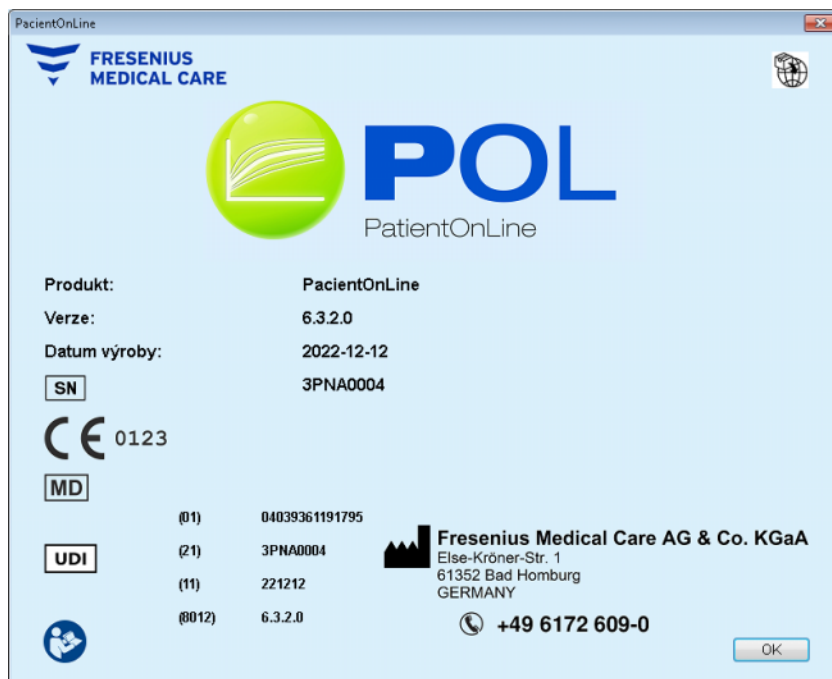 PacientOnLine
FRESENIUS
MEDICAL CARE
POL
PatientOnLine
Produkt: PacientOnLine
Verze: 6.3.2.0
Datum výroby: 2022-12-12
SN 3PNA0004
CE 0123
MD
UDI
(01) 04039361191795
(21) 3PNA0004
(11) 221212
(8012) 6.3.2.0
Fresenius Medical Care AG & Co. KGaA
Else-Kröner-Str. 1
61352 Bad Homburg
GERMANY
+49 6172 609-0
OK